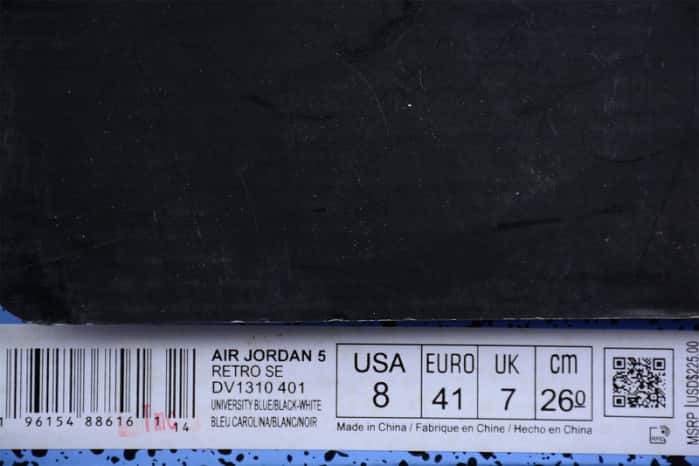 AIR JORDAN 5
RETRO SE
DV1310 401
UNIVERSITY BLUE/BLACK-WHITE
BLEU CAROLINA/BLANC/NOIR
USA EURO UK cm
8 41 7 26⁰
Made in China / Fabrique en Chine / Hecho en China
1 96154 88616 14
MSRP USD$225.00